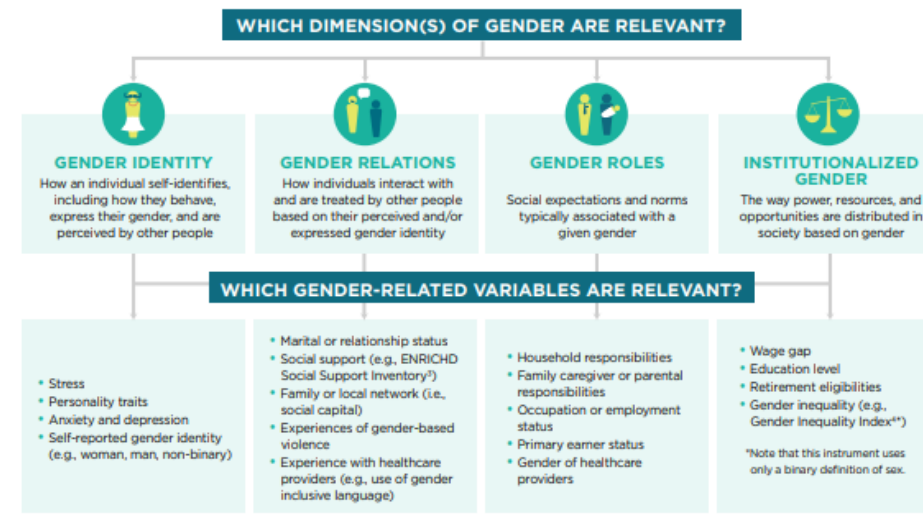 WHICH DIMENSION(S) OF GENDER ARE RELEVANT?
GENDER IDENTITY
How an individual self-identifies,
including how they behave,
express their gender, and are
perceived by other people
GENDER RELATIONS
How individuals interact with
and are treated by other people
based on their perceived and/or
expressed gender identity
GENDER ROLES
Social expectations and norms
typically associated with a
given gender
INSTITUTIONALIZED
GENDER
The way power, resources, and
opportunities are distributed in
society based on gender
WHICH GENDER-RELATED VARIABLES ARE RELEVANT?
• Stress
• Personality traits
• Anxiety and depression
• Self-reported gender identity
(e.g., woman, man, non-binary)
• Marital or relationship status
• Social support (e.g., ENRICHD
Social Support Inventory³)
• Family or local network (i.e.,
social capital)
• Experiences of gender-based
violence
• Experience with healthcare
providers (e.g., use of gender
inclusive language)
• Household responsibilities
• Family caregiver or parental
responsibilities
• Occupation or employment
status
• Primary earner status
• Gender of healthcare
providers
• Wage gap
• Education level
• Retirement eligibilities
• Gender inequality (e.g.,
Gender Inequality Index⁴*)
*Note that this instrument uses
only a binary definition of sex.